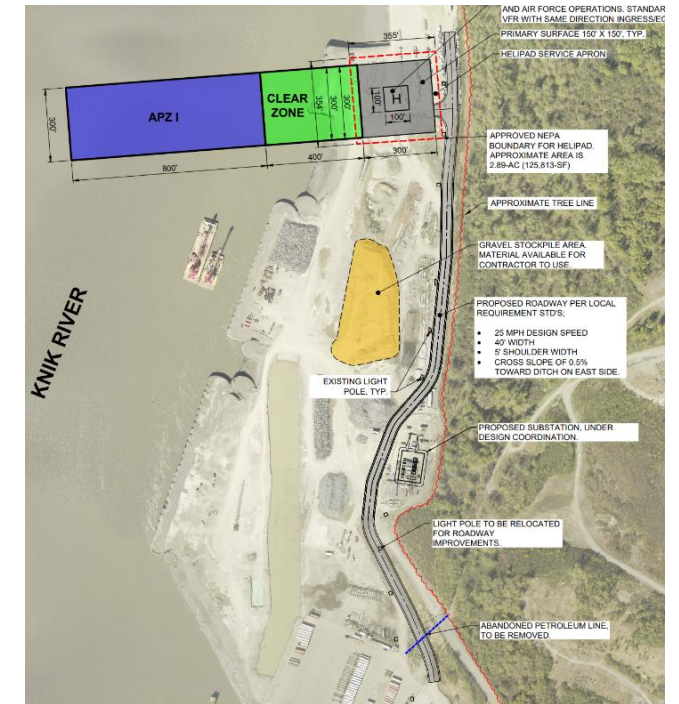 AND AIR FORCE OPERATIONS. STANDAR
VFR WITH SAME DIRECTION INGRESS/EG
PRIMARY SURFACE 150' X 150', TYP.
HELIPAD SERVICE APRON
355'
300'
APZ I
CLEAR
ZONE
354'
300'
300'
100'
H
100'
800'
400'
300'
APPROVED NEPA
BOUNDARY FOR HELIPAD.
APPROXIMATE AREA IS
2.89-AC (125,813-SF)
APPROXIMATE TREE LINE
GRAVEL STOCKPILE AREA.
MATERIAL AVAILABLE FOR
CONTRACTOR TO USE.
KNIK RIVER
PROPOSED ROADWAY PER LOCAL
REQUIREMENT STD'S;
• 25 MPH DESIGN SPEED
• 40' WIDTH
• 5' SHOULDER WIDTH
• CROSS SLOPE OF 0.5%
TOWARD DITCH ON EAST SIDE.
EXISTING LIGHT
POLE, TYP.
PROPOSED SUBSTATION, UNDER
DESIGN COORDINATION.
LIGHT POLE TO BE RELOCATED
FOR ROADWAY
IMPROVEMENTS.
ABANDONED PETROLEUM LINE,
TO BE REMOVED.